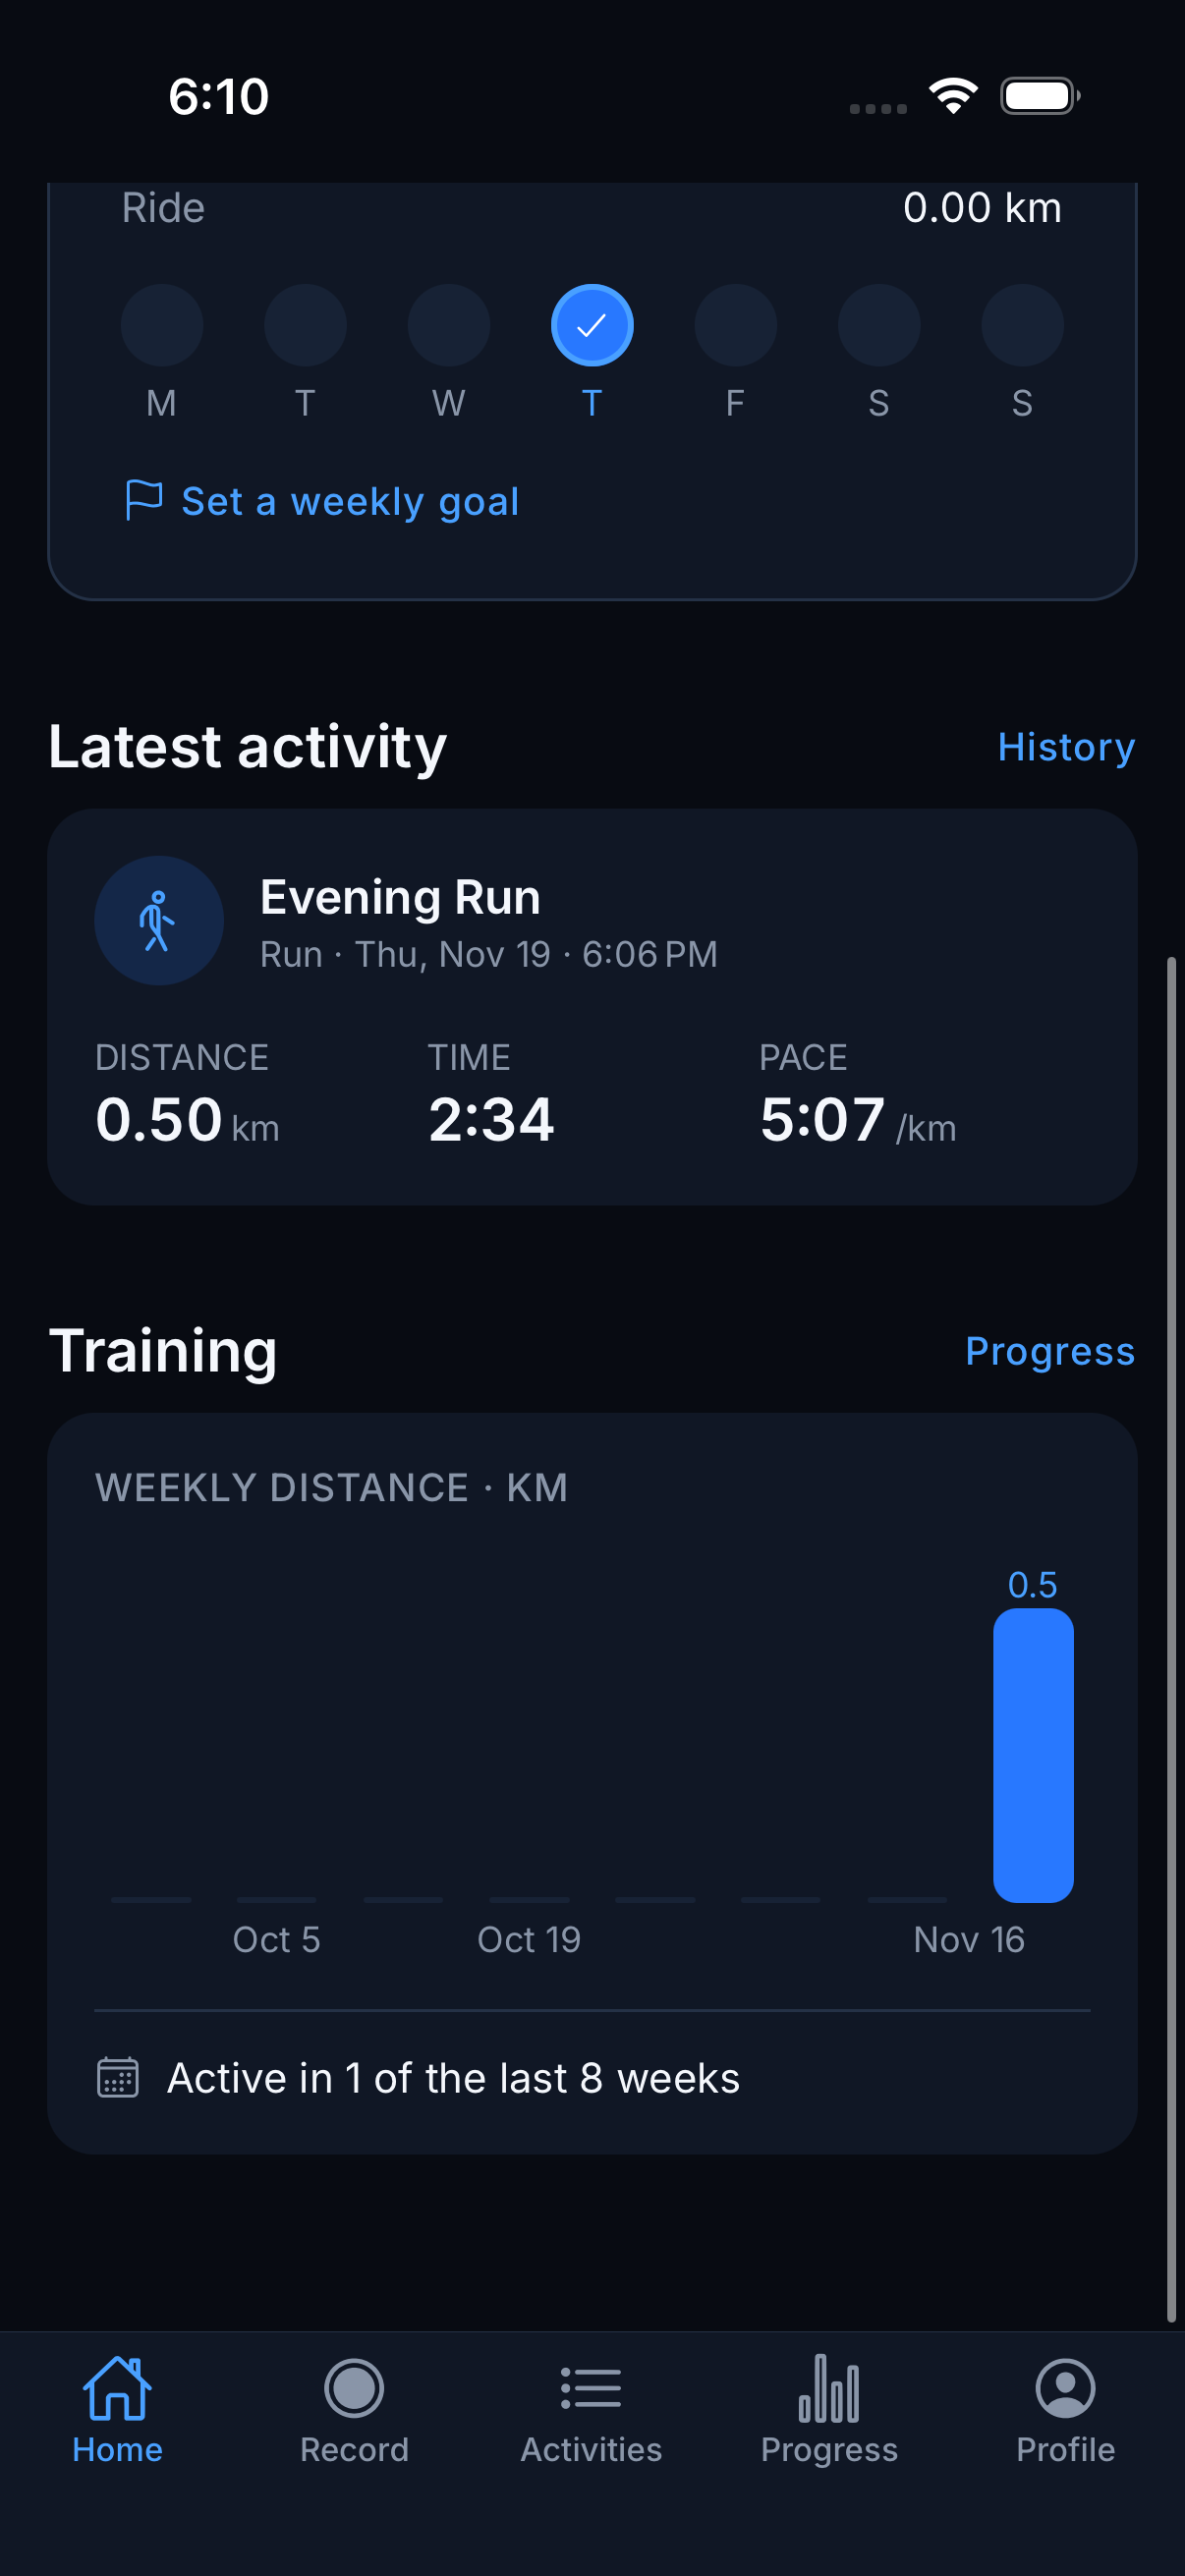 6:10
Ride 0.00 km
M T W T F S S
Set a weekly goal
Latest activity History
Evening Run
Run · Thu, Nov 19 · 6:06 PM
DISTANCE TIME PACE
0.50 km 2:34 5:07 /km
Training Progress
WEEKLY DISTANCE · KM
0.5
Oct 5 Oct 19 Nov 16
Active in 1 of the last 8 weeks
Home Record Activities Progress Profile